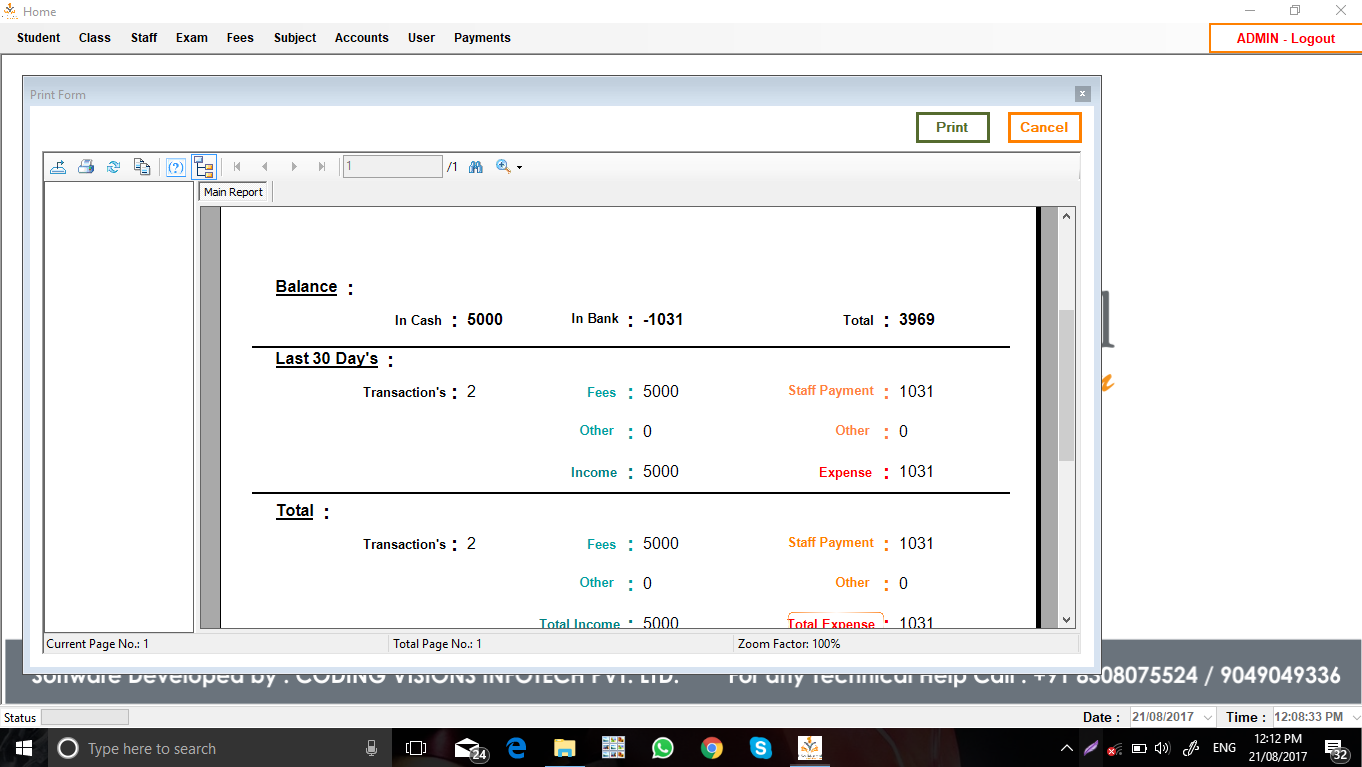 Home
Student Class Staff Exam Fees Subject Accounts User Payments ADMIN - Logout
Print Form x
Print Cancel
(?) 1 /1
Main Report
Balance :
In Cash : 5000 In Bank : -1031 Total : 3969
Last 30 Day's :
Transaction's : 2 Fees : 5000 Staff Payment : 1031
Other : 0 Other : 0
Income : 5000 Expense : 1031
Total :
Transaction's : 2 Fees : 5000 Staff Payment : 1031
Other : 0 Other : 0
Total Income : 5000 Total Expense : 1031
Current Page No.: 1 Total Page No.: 1 Zoom Factor: 100%
Software Developed by : CODING VISIONS INFOTECH PVT. LTD. For any Technical Help Call : +91 8308075524 / 9049049336
Status Date : 21/08/2017 Time : 12:08:33 PM
Type here to search 24 ENG 12:12 PM 32
21/08/2017